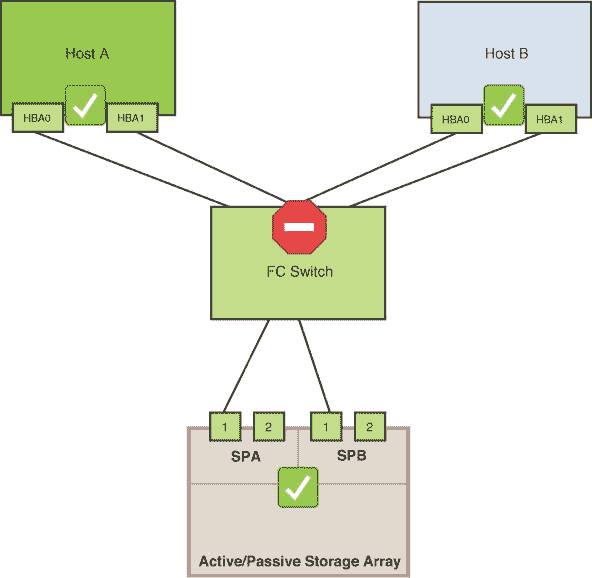 Host A
Host B
HBA0
HBA1
HBA0
HBA1
FC Switch
1
2
1
2
SPA
SPB
Active/Passive Storage Array